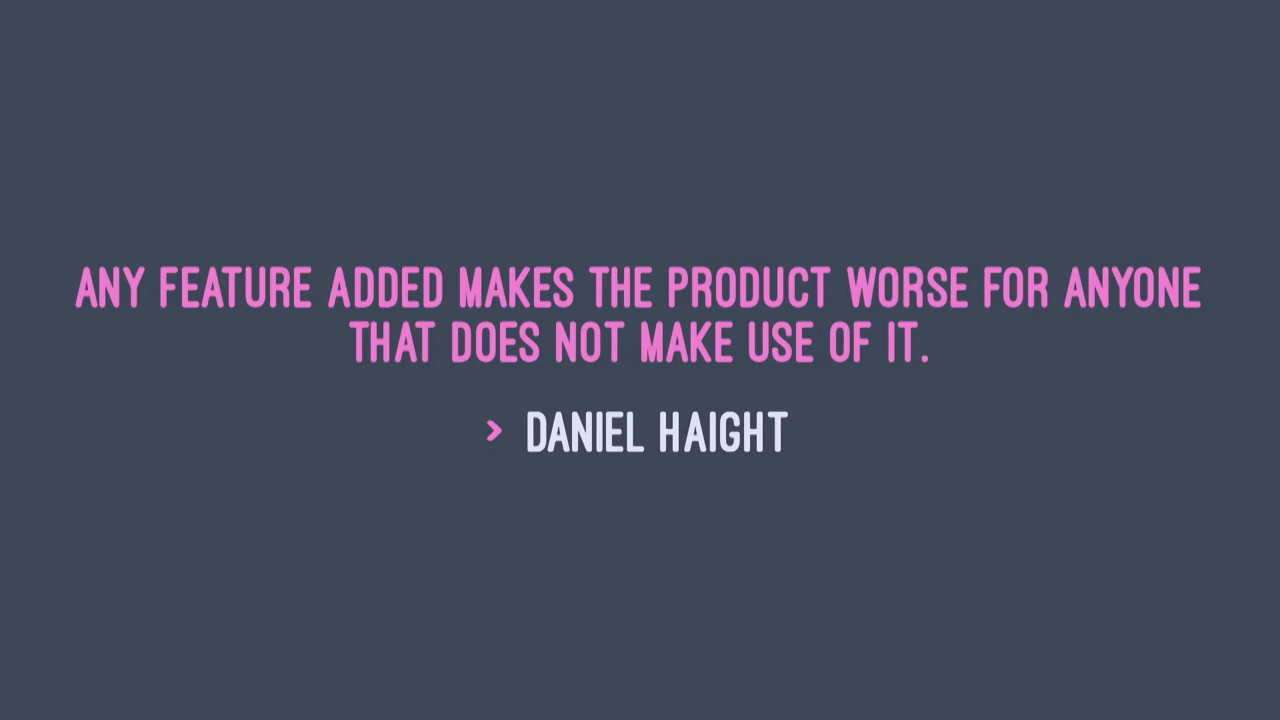 ANY FEATURE ADDED MAKES THE PRODUCT WORSE FOR ANYONE
THAT DOES NOT MAKE USE OF IT.
> DANIEL HAIGHT